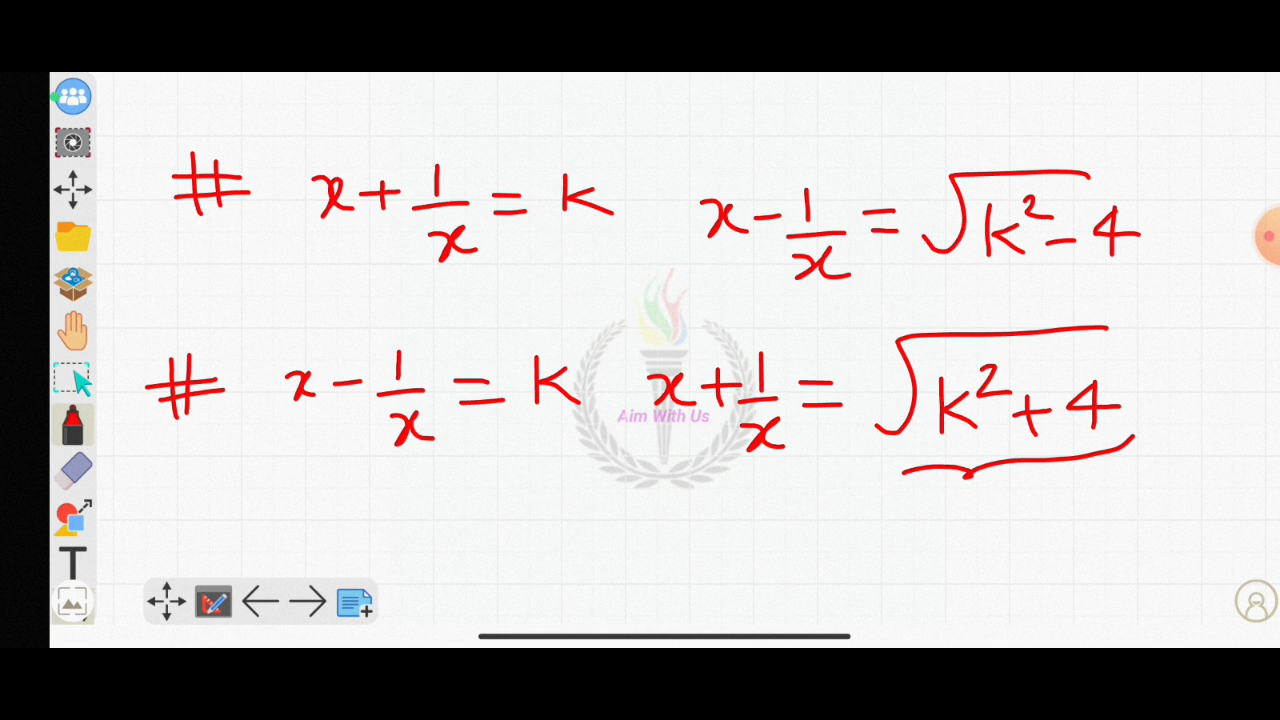 # x + 1/x = K   x - 1/x = √(K² - 4)
# x - 1/x = K   x + 1/x = √(K² + 4)
Aim With Us
T